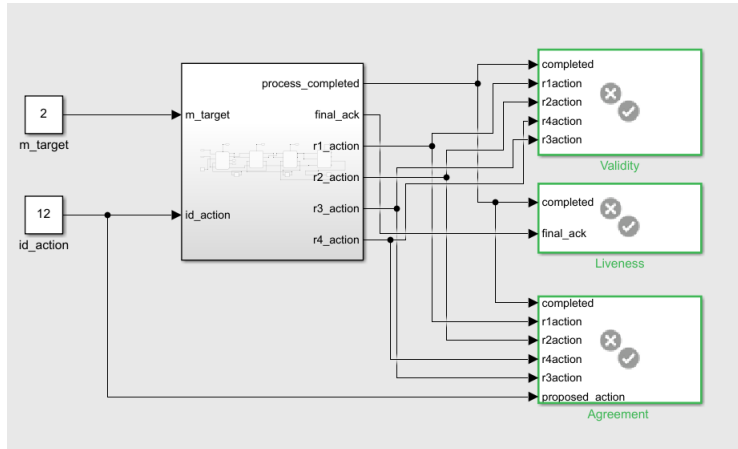 2
m_target
12
id_action
m_target
id_action
process_completed
final_ack
r1_action
r2_action
r3_action
r4_action
completed
r1action
r2action
r4action
r3action
Validity
completed
final_ack
Liveness
completed
r1action
r2action
r4action
r3action
proposed_action
Agreement